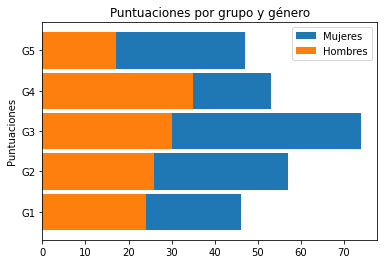 Puntuaciones por grupo y género
Mujeres
Hombres
Puntuaciones
G5
G4
G3
G2
G1
0 10 20 30 40 50 60 70